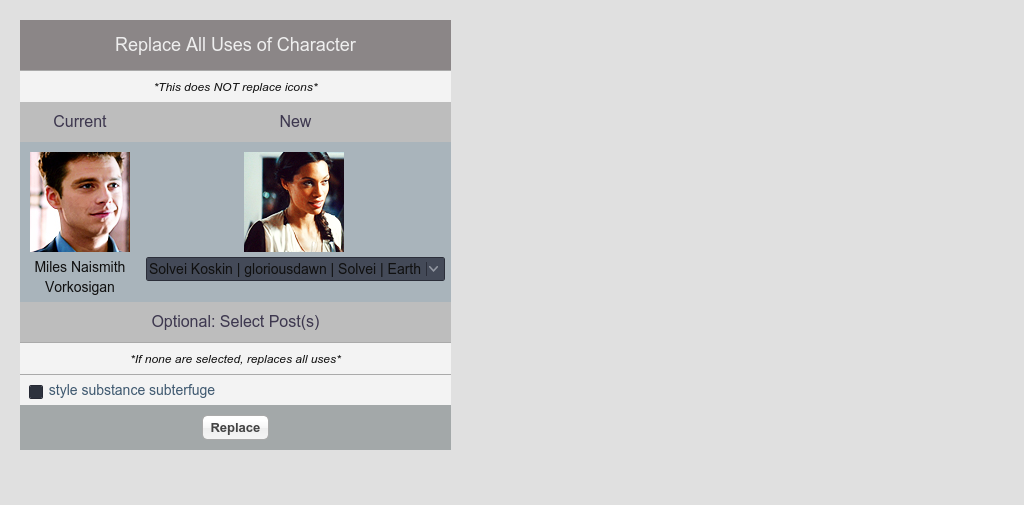 Replace All Uses of Character
*This does NOT replace icons*
Current New
Miles Naismith
Vorkosigan
Solvei Koskin | gloriousdawn | Solvei | Earth |
Optional: Select Post(s)
*If none are selected, replaces all uses*
style substance subterfuge
Replace